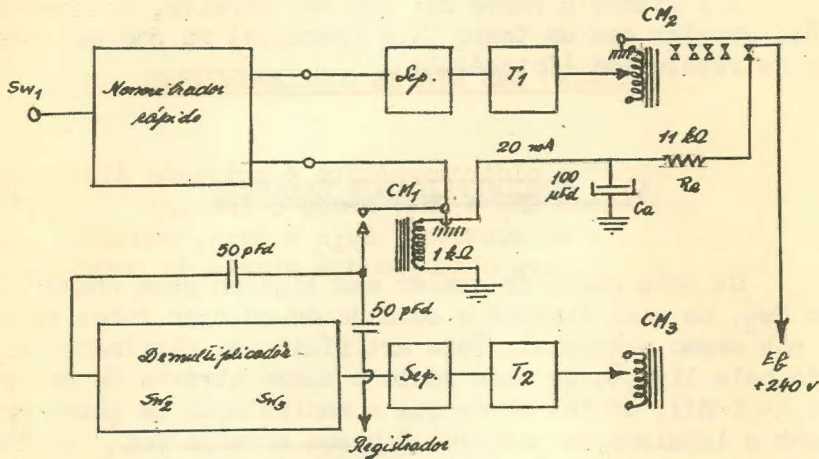 CM2
Sw1
Nomentrador
rápido
Sep.
T1
11 kΩ
Ra
20 mA
100
μfd
Ca
CM1
1 kΩ
50 pfd
50 pfd
CM3
Demultiplicador
Sw2 Sw3
Sep.
T2
Registrador
Ef
+240 v